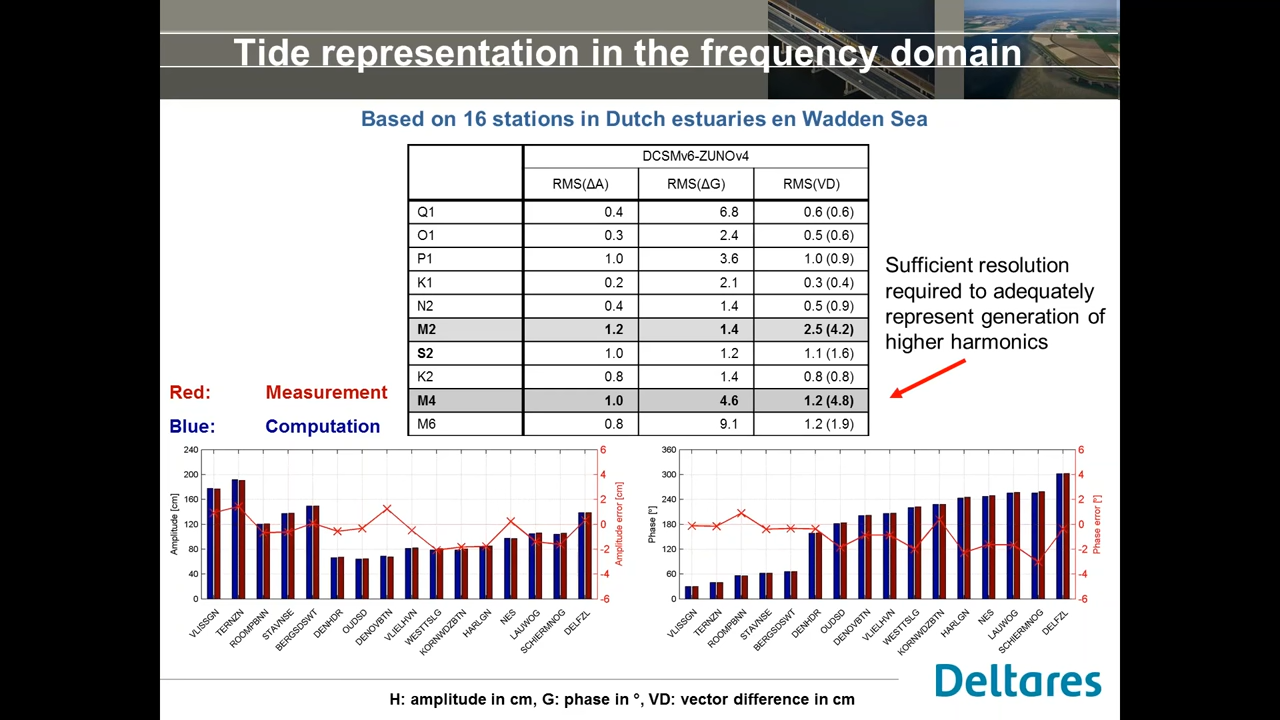 Tide representation in the frequency domain
Based on 16 stations in Dutch estuaries en Wadden Sea
DCSMv6-ZUNOv4
RMS(ΔA) RMS(ΔG) RMS(VD)
Q1 0.4 6.8 0.6 (0.6)
O1 0.3 2.4 0.5 (0.6)
P1 1.0 3.6 1.0 (0.9)
K1 0.2 2.1 0.3 (0.4)
N2 0.4 1.4 0.5 (0.9)
M2 1.2 1.4 2.5 (4.2)
S2 1.0 1.2 1.1 (1.6)
K2 0.8 1.4 0.8 (0.8)
M4 1.0 4.6 1.2 (4.8)
M6 0.8 9.1 1.2 (1.9)
Sufficient resolution
required to adequately
represent generation of
higher harmonics
Red: Measurement
Blue: Computation
Amplitude [cm]
240
200
160
120
80
40
0
6
4
2
0
-2
-4
-6
Amplitude error [cm]
VLISSGN
TERNZN
ROOMPBNN
STAVNSE
BERGSDSWT
DENHDR
OUDSD
DENOVBTN
VLIELHVN
WESTTSLG
KORNWDZBTN
HARLGN
NES
LAUWOG
SCHIERMNOG
DELFZL
Phase [°]
360
300
240
180
120
60
0
6
4
2
0
-2
-4
-6
Phase error [°]
VLISSGN
TERNZN
ROOMPBNN
STAVNSE
BERGSDSWT
DENHDR
OUDSD
DENOVBTN
VLIELHVN
WESTTSLG
KORNWDZBTN
HARLGN
NES
LAUWOG
SCHIERMNOG
DELFZL
H: amplitude in cm, G: phase in °, VD: vector difference in cm
Deltares